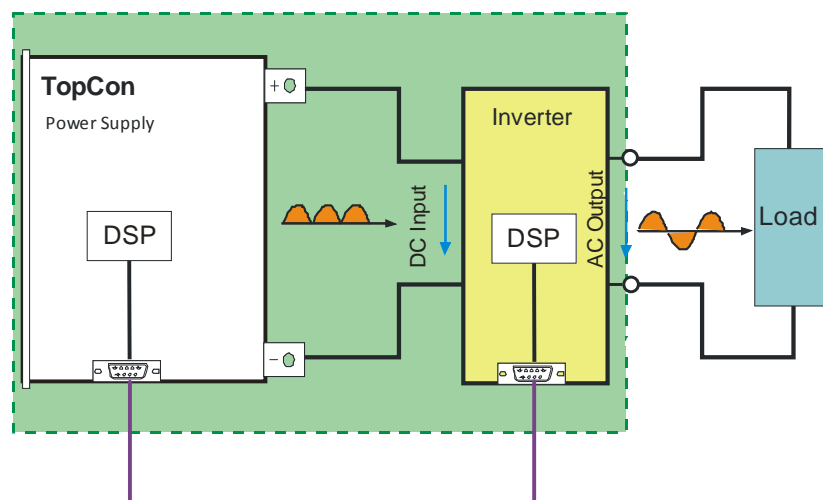 TopCon
Power Supply
+
DSP
−
DC Input
Inverter
DSP
AC Output
Load